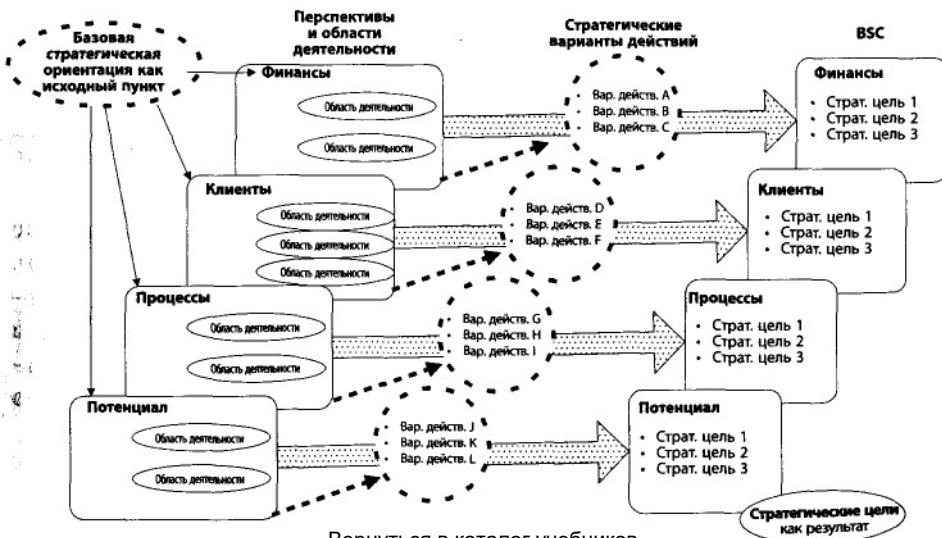 Базовая
стратегическая
ориентация как
исходный пункт
Перспективы
и области
деятельности
Стратегические
варианты действий
BSC
Финансы
Область деятельности
Область деятельности
Вар. действ. A
Вар. действ. B
Вар. действ. C
Финансы
Страт. цель 1
Страт. цель 2
Страт. цель 3
Клиенты
Область деятельности
Область деятельности
Область деятельности
Вар. действ. D
Вар. действ. E
Вар. действ. F
Клиенты
Страт. цель 1
Страт. цель 2
Страт. цель 3
Процессы
Область деятельности
Область деятельности
Вар. действ. G
Вар. действ. H
Вар. действ. I
Процессы
Страт. цель 1
Страт. цель 2
Страт. цель 3
Потенциал
Область деятельности
Область деятельности
Вар. действ. J
Вар. действ. K
Вар. действ. L
Потенциал
Страт. цель 1
Страт. цель 2
Страт. цель 3
Стратегические цели
как результат